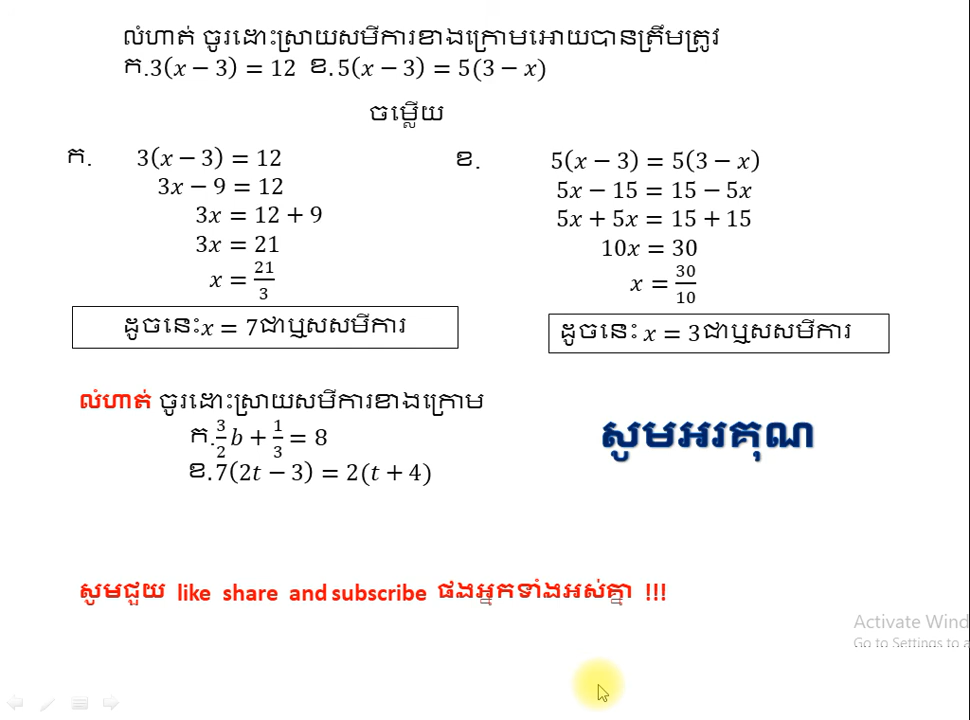 លំហាត់ ចូរដោះស្រាយសមីការខាងក្រោមអោយបានត្រឹមត្រូវ
ក.3(x − 3) = 12 ខ.5(x − 3) = 5(3 − x)
ចម្លើយ
ក. 3(x − 3) = 12
3x − 9 = 12
3x = 12 + 9
3x = 21
x = 21/3
ដូចនេះx = 7ជាឬសសមីការ
ខ. 5(x − 3) = 5(3 − x)
5x − 15 = 15 − 5x
5x + 5x = 15 + 15
10x = 30
x = 30/10
ដូចនេះ x = 3ជាឬសសមីការ
លំហាត់ ចូរដោះស្រាយសមីការខាងក្រោម
ក.3/2 b + 1/3 = 8
ខ.7(2t − 3) = 2(t + 4)
សូមអរគុណ
សូមជួយ like share and subscribe ផងអ្នកទាំងអស់គ្នា !!!
Activate Wind
Go to Settings to a